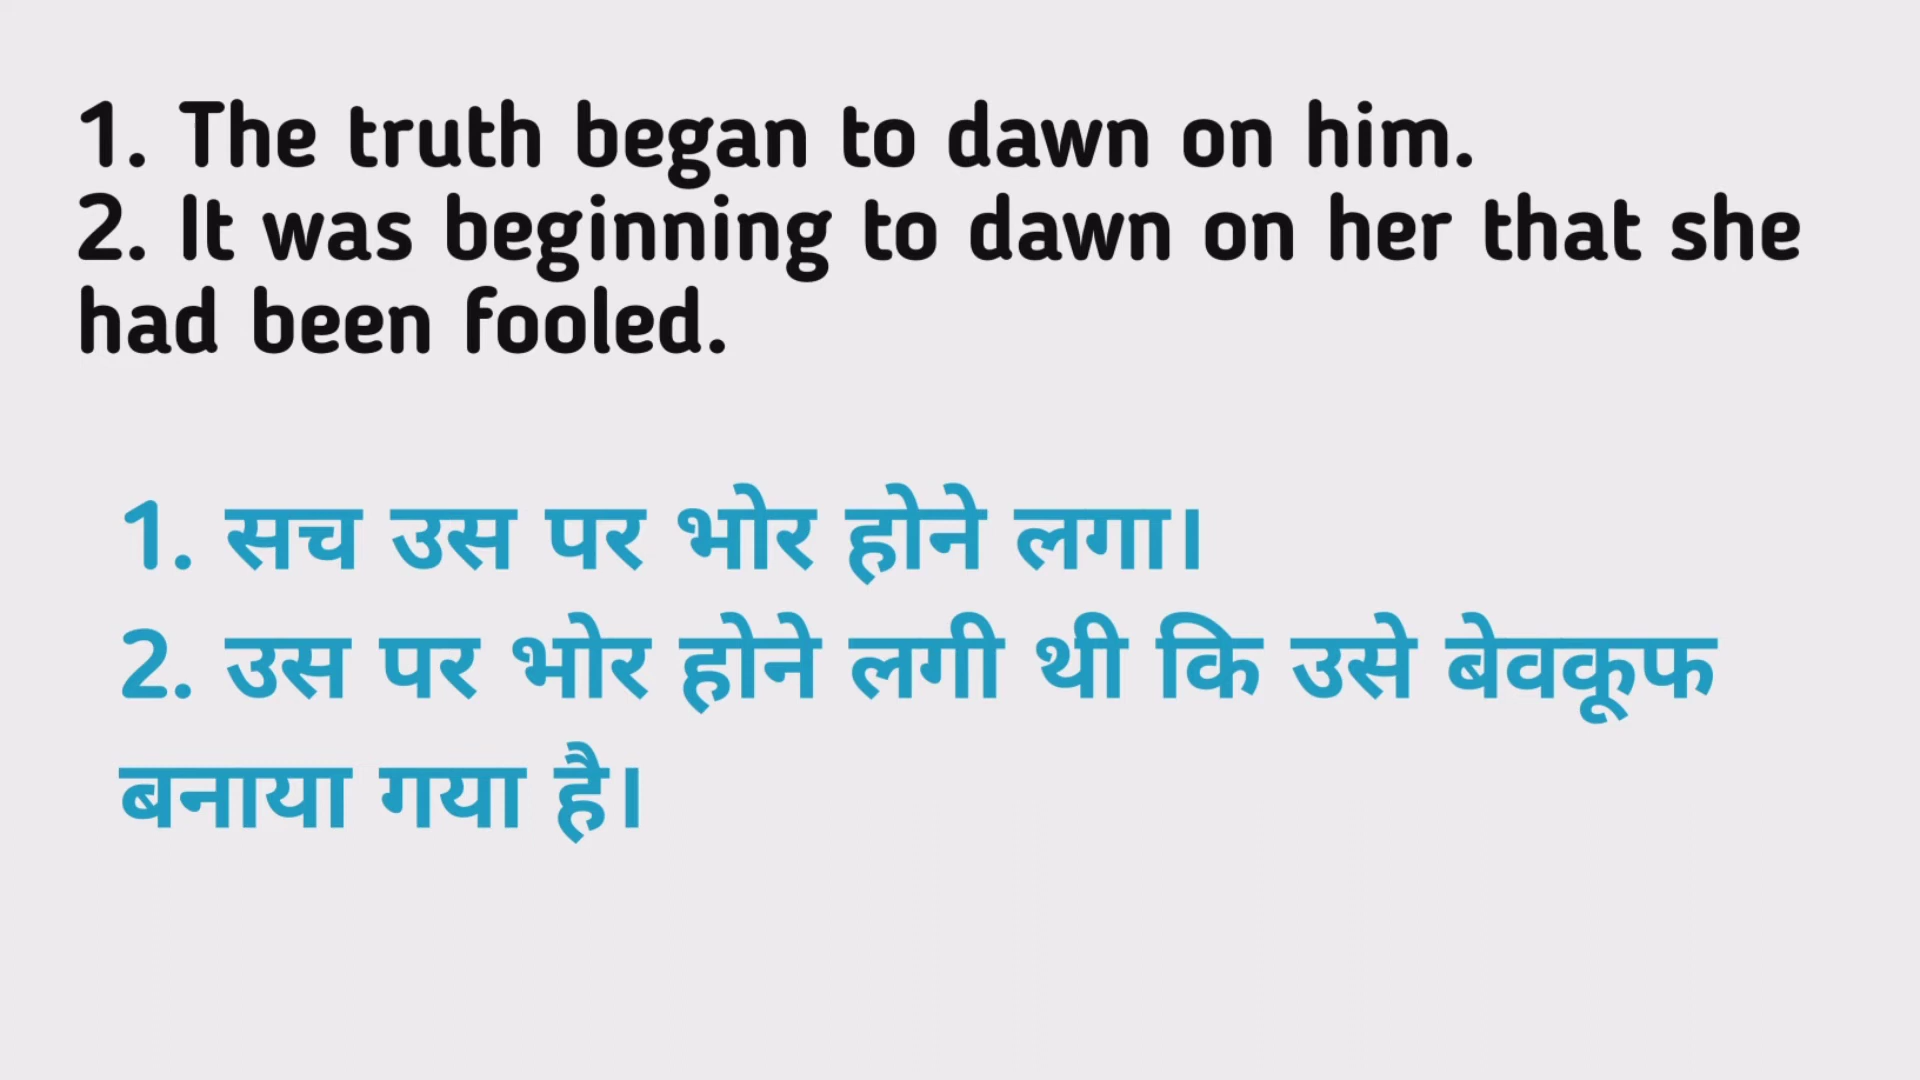 1. The truth began to dawn on him.
2. It was beginning to dawn on her that she
had been fooled.
1. सच उस पर भोर होने लगा।
2. उस पर भोर होने लगी थी कि उसे बेवकूफ
बनाया गया है।